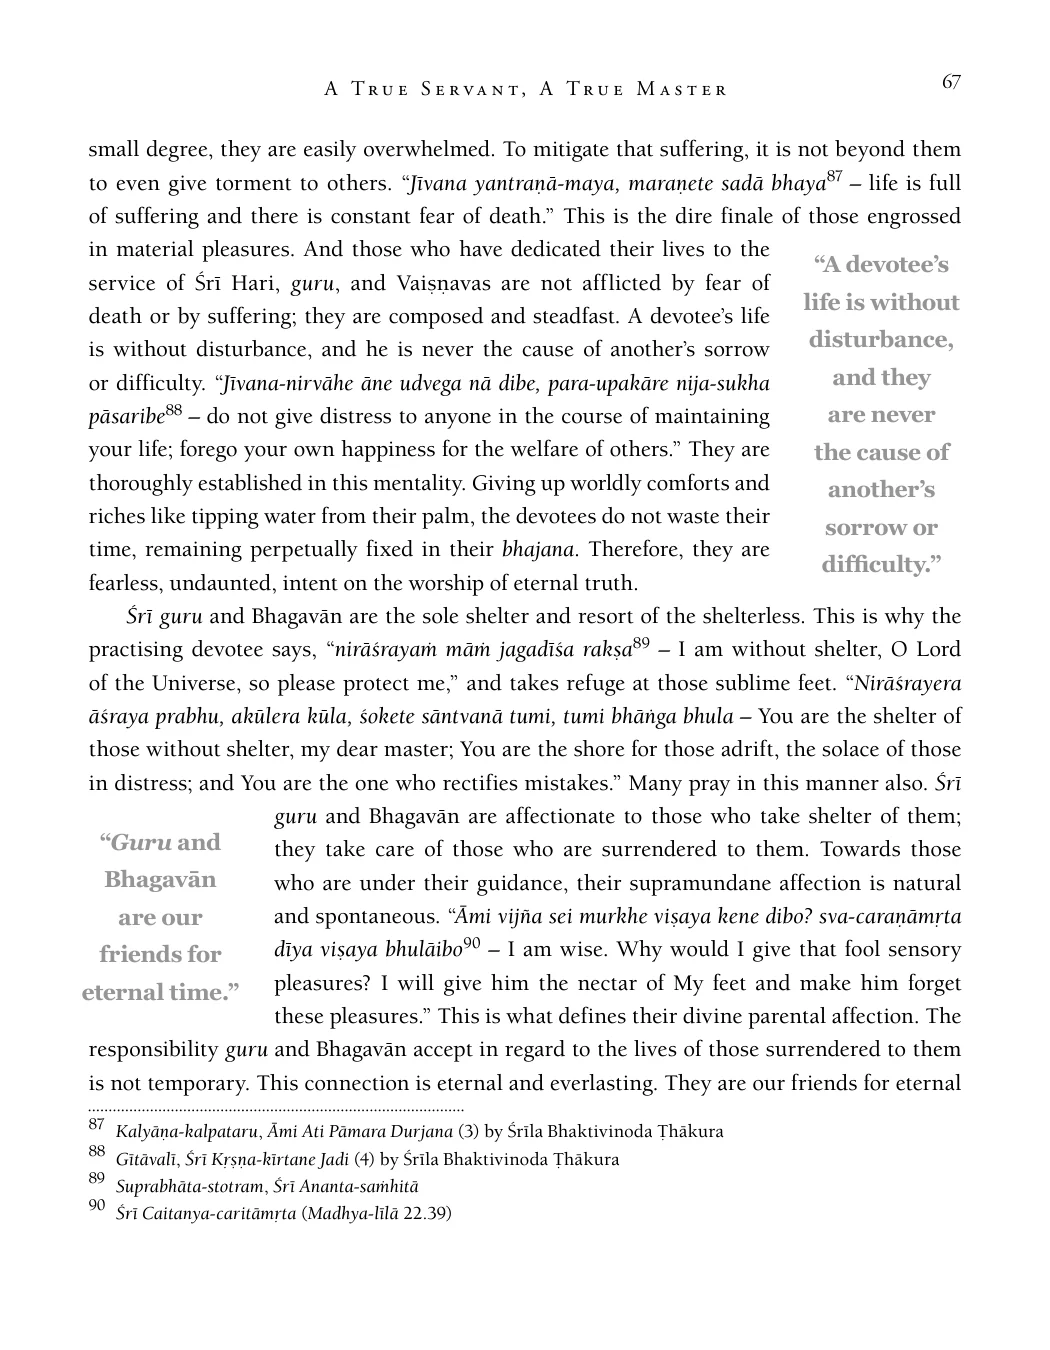 A True Servant, A True Master
67
small degree, they are easily overwhelmed. To mitigate that suffering, it is not beyond them
to even give torment to others. “Jīvana yantraṇā-maya, maraṇete sadā bhaya87 – life is full
of suffering and there is constant fear of death.” This is the dire finale of those engrossed
in material pleasures. And those who have dedicated their lives to the
service of Śrī Hari, guru, and Vaiṣṇavas are not afflicted by fear of
death or by suffering; they are composed and steadfast. A devotee’s life
is without disturbance, and he is never the cause of another’s sorrow
or difficulty. “Jīvana-nirvāhe āne udvega nā dibe, para-upakāre nija-sukha
pāsaribe88 – do not give distress to anyone in the course of maintaining
your life; forego your own happiness for the welfare of others.” They are
thoroughly established in this mentality. Giving up worldly comforts and
riches like tipping water from their palm, the devotees do not waste their
time, remaining perpetually fixed in their bhajana. Therefore, they are
fearless, undaunted, intent on the worship of eternal truth.
“A devotee’s
life is without
disturbance,
and they
are never
the cause of
another’s
sorrow or
difficulty.”
Śrī guru and Bhagavān are the sole shelter and resort of the shelterless. This is why the
practising devotee says, “nirāśrayaṁ māṁ jagadīśa rakṣa89 – I am without shelter, O Lord
of the Universe, so please protect me,” and takes refuge at those sublime feet. “Nirāśrayera
āśraya prabhu, akūlera kūla, śokete sāntvanā tumi, tumi bhāṅga bhula – You are the shelter of
those without shelter, my dear master; You are the shore for those adrift, the solace of those
in distress; and You are the one who rectifies mistakes.” Many pray in this manner also. Śrī
guru and Bhagavān are affectionate to those who take shelter of them;
they take care of those who are surrendered to them. Towards those
who are under their guidance, their supramundane affection is natural
and spontaneous. “Āmi vijña sei murkhe viṣaya kene dibo? sva-caraṇāmṛta
dīya viṣaya bhulāibo90 – I am wise. Why would I give that fool sensory
pleasures? I will give him the nectar of My feet and make him forget
these pleasures.” This is what defines their divine parental affection. The
“Guru and
Bhagavān
are our
friends for
eternal time.”
responsibility guru and Bhagavān accept in regard to the lives of those surrendered to them
is not temporary. This connection is eternal and everlasting. They are our friends for eternal
87 Kalyāṇa-kalpataru, Āmi Ati Pāmara Durjana (3) by Śrīla Bhaktivinoda Ṭhākura
88 Gītāvalī, Śrī Kṛṣṇa-kīrtane Jadi (4) by Śrīla Bhaktivinoda Ṭhākura
89 Suprabhāta-stotram, Śrī Ananta-saṁhitā
90 Śrī Caitanya-caritāmṛta (Madhya-līlā 22.39)